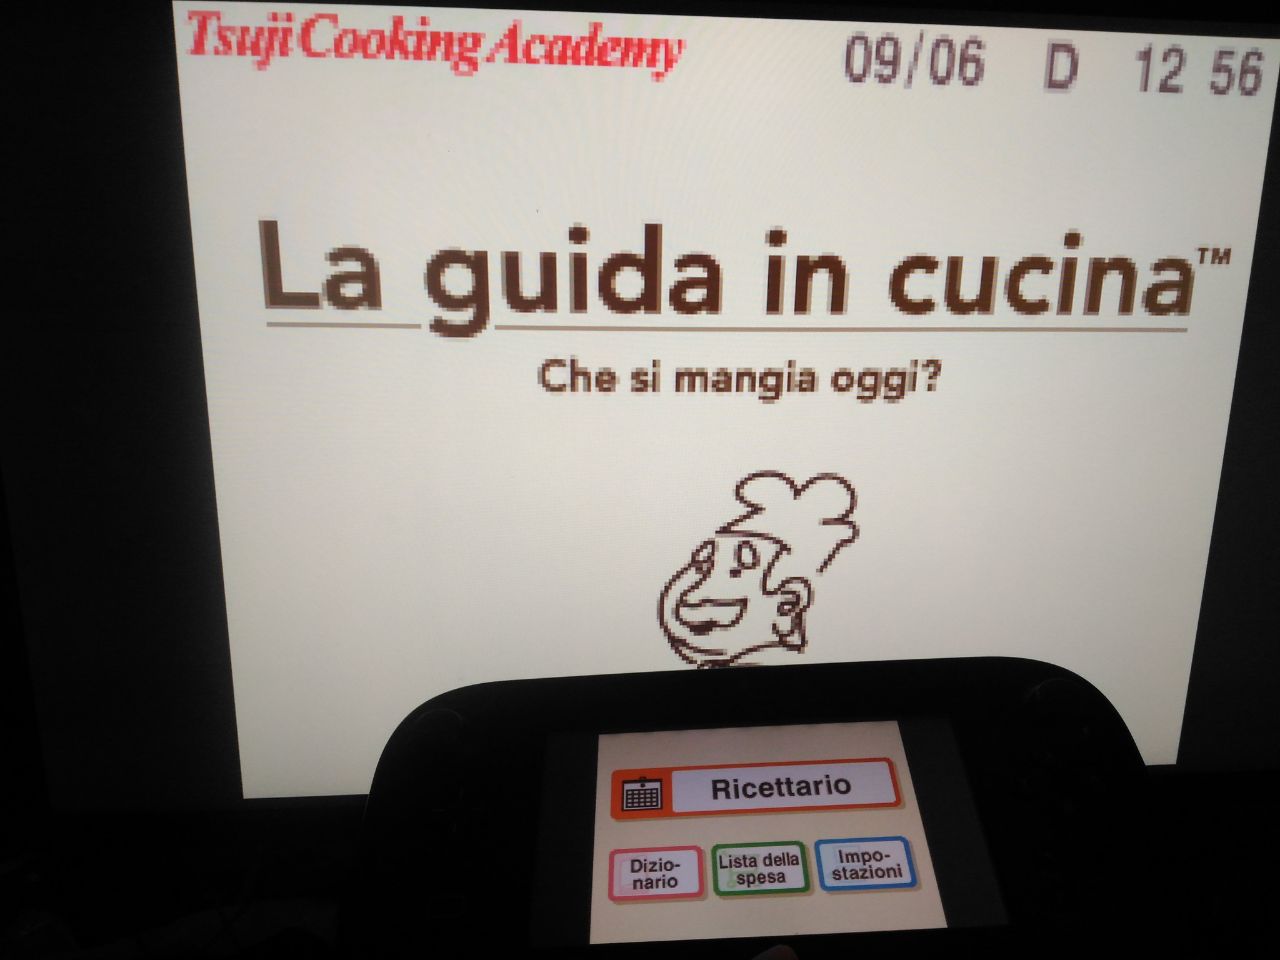 Tsuji Cooking Academy 09/06 D 12 56
La guida in cucina™
Che si mangia oggi?
Ricettario
Dizio-
nario
Lista della
spesa
Impo-
stazioni